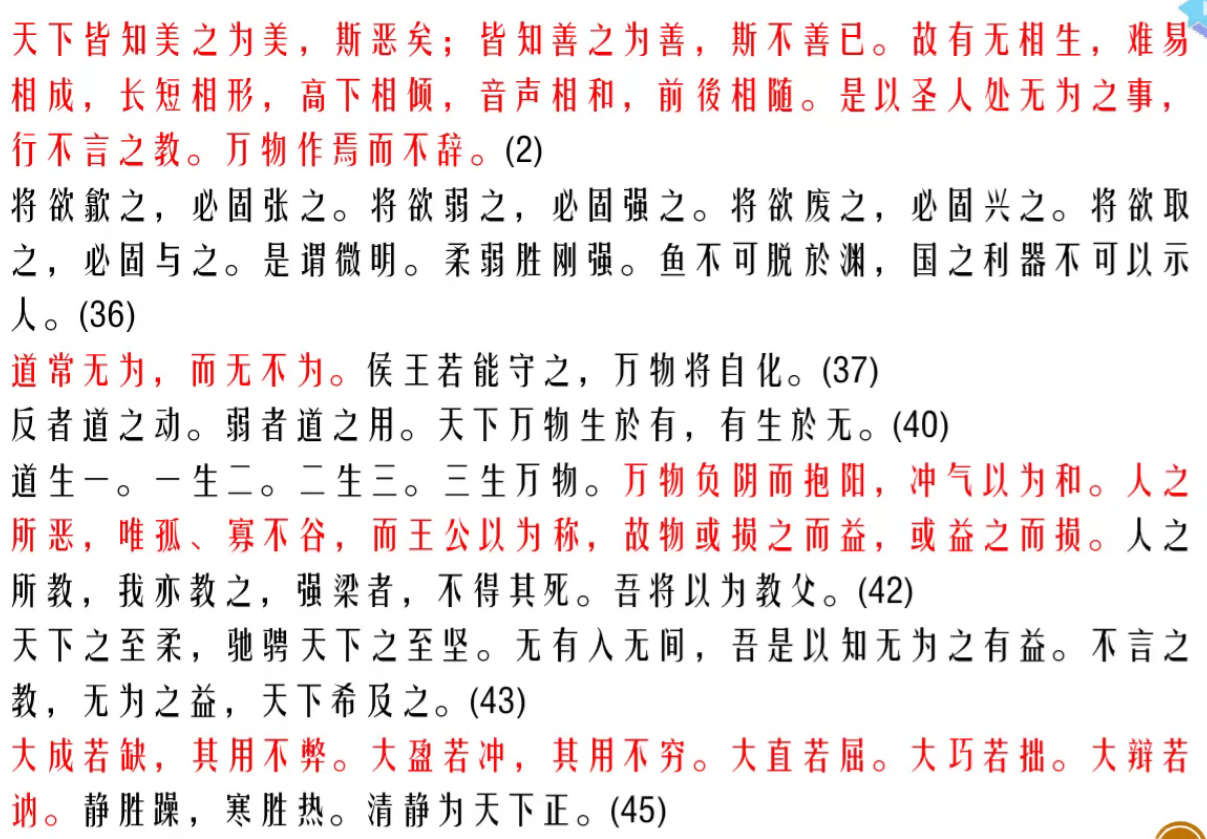 天下皆知美之为美，斯恶矣；皆知善之为善，斯不善已。故有无相生，难易
相成，长短相形，高下相倾，音声相和，前後相随。是以圣人处无为之事，
行不言之教。万物作焉而不辞。(2)
将欲歙之，必固张之。将欲弱之，必固强之。将欲废之，必固兴之。将欲取
之，必固与之。是谓微明。柔弱胜刚强。鱼不可脱於渊，国之利器不可以示
人。(36)
道常无为，而无不为。侯王若能守之，万物将自化。(37)
反者道之动。弱者道之用。天下万物生於有，有生於无。(40)
道生一。一生二。二生三。三生万物。万物负阴而抱阳，冲气以为和。人之
所恶，唯孤、寡不谷，而王公以为称，故物或损之而益，或益之而损。人之
所教，我亦教之，强梁者，不得其死。吾将以为教父。(42)
天下之至柔，驰骋天下之至坚。无有入无间，吾是以知无为之有益。不言之
教，无为之益，天下希及之。(43)
大成若缺，其用不弊。大盈若冲，其用不穷。大直若屈。大巧若拙。大辩若
讷。静胜躁，寒胜热。清静为天下正。(45)